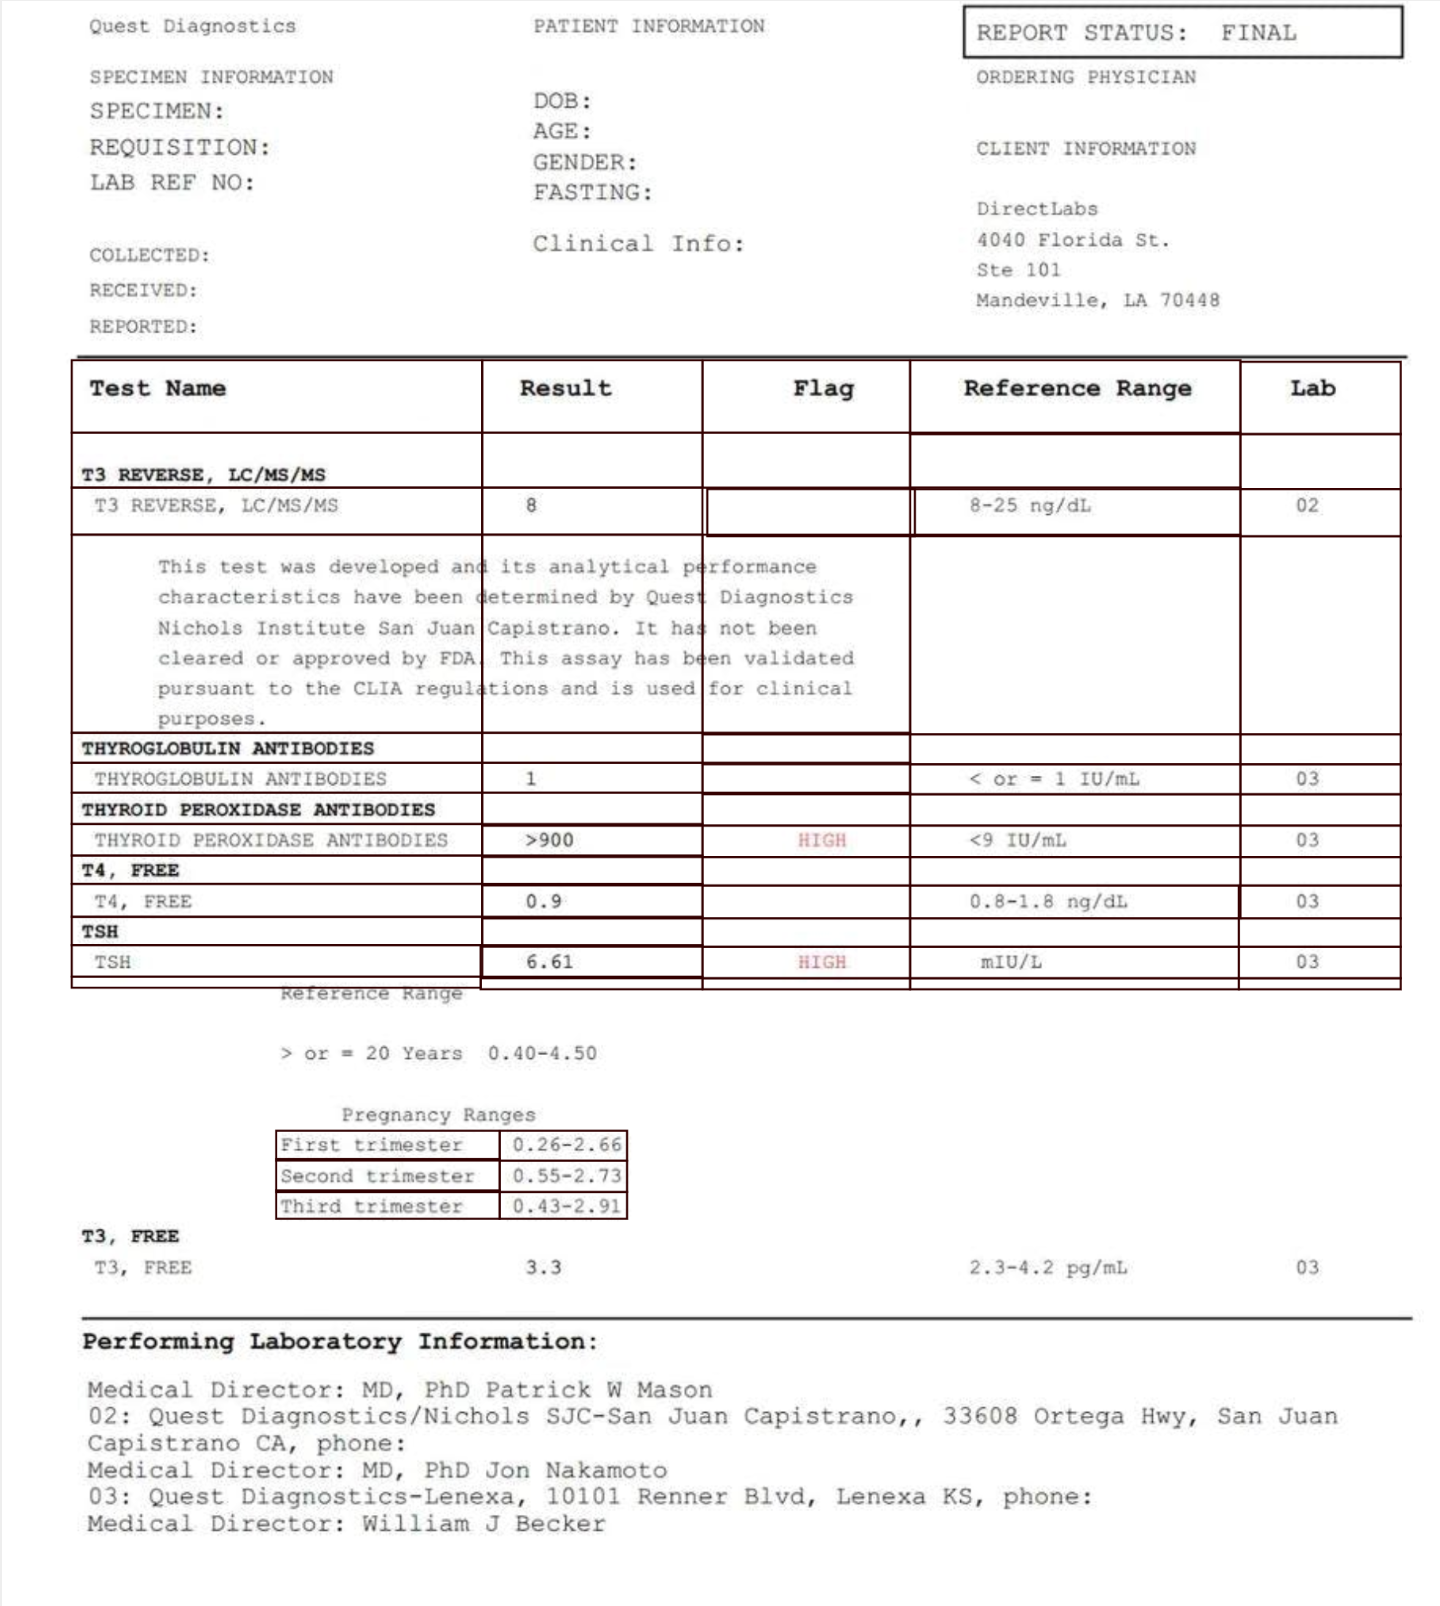 Quest Diagnostics
SPECIMEN INFORMATION
SPECIMEN:
REQUISITION:
LAB REF NO:
COLLECTED:
RECEIVED:
REPORTED:
PATIENT INFORMATION
DOB:
AGE:
GENDER:
FASTING:
Clinical Info:
REPORT STATUS: FINAL
ORDERING PHYSICIAN
CLIENT INFORMATION
DirectLabs
4040 Florida St.
Ste 101
Mandeville, LA 70448
Test Name Result Flag Reference Range Lab
T3 REVERSE, LC/MS/MS
T3 REVERSE, LC/MS/MS 8 8-25 ng/dL 02
This test was developed and its analytical performance
characteristics have been determined by Quest Diagnostics
Nichols Institute San Juan Capistrano. It has not been
cleared or approved by FDA. This assay has been validated
pursuant to the CLIA regulations and is used for clinical
purposes.
THYROGLOBULIN ANTIBODIES
THYROGLOBULIN ANTIBODIES 1 < or = 1 IU/mL 03
THYROID PEROXIDASE ANTIBODIES
THYROID PEROXIDASE ANTIBODIES >900 HIGH <9 IU/mL 03
T4, FREE
T4, FREE 0.9 0.8-1.8 ng/dL 03
TSH
TSH 6.61 HIGH mIU/L 03
Reference Range
> or = 20 Years 0.40-4.50
Pregnancy Ranges
First trimester 0.26-2.66
Second trimester 0.55-2.73
Third trimester 0.43-2.91
T3, FREE
T3, FREE 3.3 2.3-4.2 pg/mL 03
Performing Laboratory Information:
Medical Director: MD, PhD Patrick W Mason
02: Quest Diagnostics/Nichols SJC-San Juan Capistrano,, 33608 Ortega Hwy, San Juan
Capistrano CA, phone:
Medical Director: MD, PhD Jon Nakamoto
03: Quest Diagnostics-Lenexa, 10101 Renner Blvd, Lenexa KS, phone:
Medical Director: William J Becker